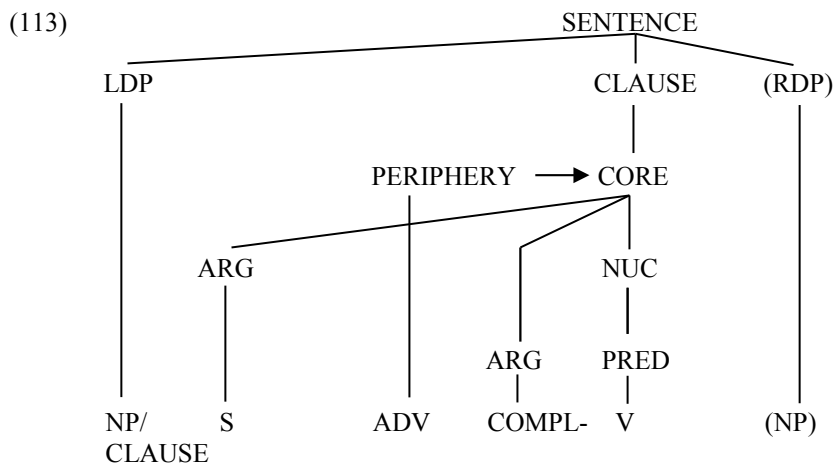 (113) SENTENCE
LDP CLAUSE (RDP)
PERIPHERY CORE
ARG NUC
ARG PRED
NP/ S ADV COMPL- V (NP)
CLAUSE